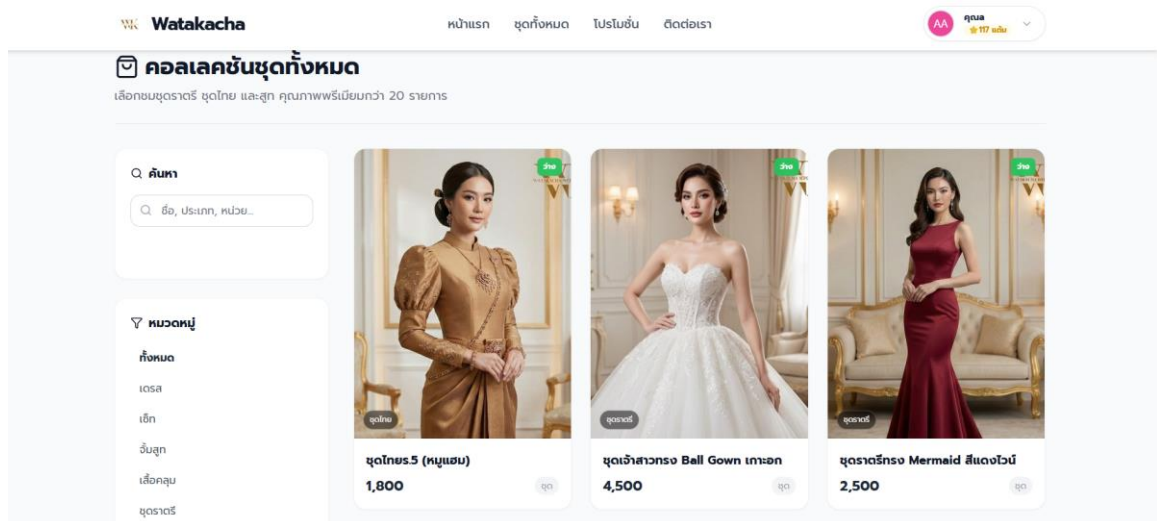 WK Watakacha
หน้าแรก ชุดทั้งหมด โปรโมชั่น ติดต่อเรา
AA คุณล
117 แต้ม
คอลเลคชันชุดทั้งหมด
เลือกชมชุดราตรี ชุดไทย และสูท คุณภาพพรีเมียมกว่า 20 รายการ
ค้นหา
ชื่อ, ประเภท, หน่วย...
หมวดหมู่
ทั้งหมด
เดรส
เซ็ท
จั้มสูท
เสื้อคลุม
ชุดราตรี
ว่าง
ชุดไทย
ชุดไทยร.5 (หมูแฮม)
1,800 ชุด
ว่าง
ชุดราตรี
ชุดเจ้าสาวทรง Ball Gown เกาะอก
4,500 ชุด
ว่าง
ชุดราตรี
ชุดราตรีทรง Mermaid สีแดงไวน์
2,500 ชุด